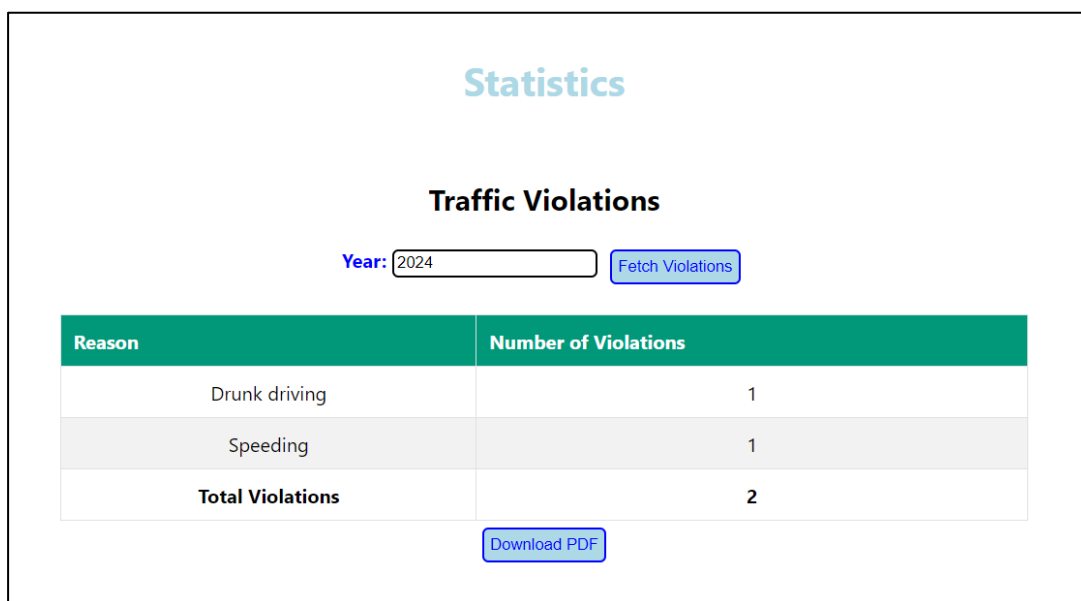 Statistics
Traffic Violations
Year: 2024 Fetch Violations
Reason Number of Violations
Drunk driving 1
Speeding 1
Total Violations 2
Download PDF